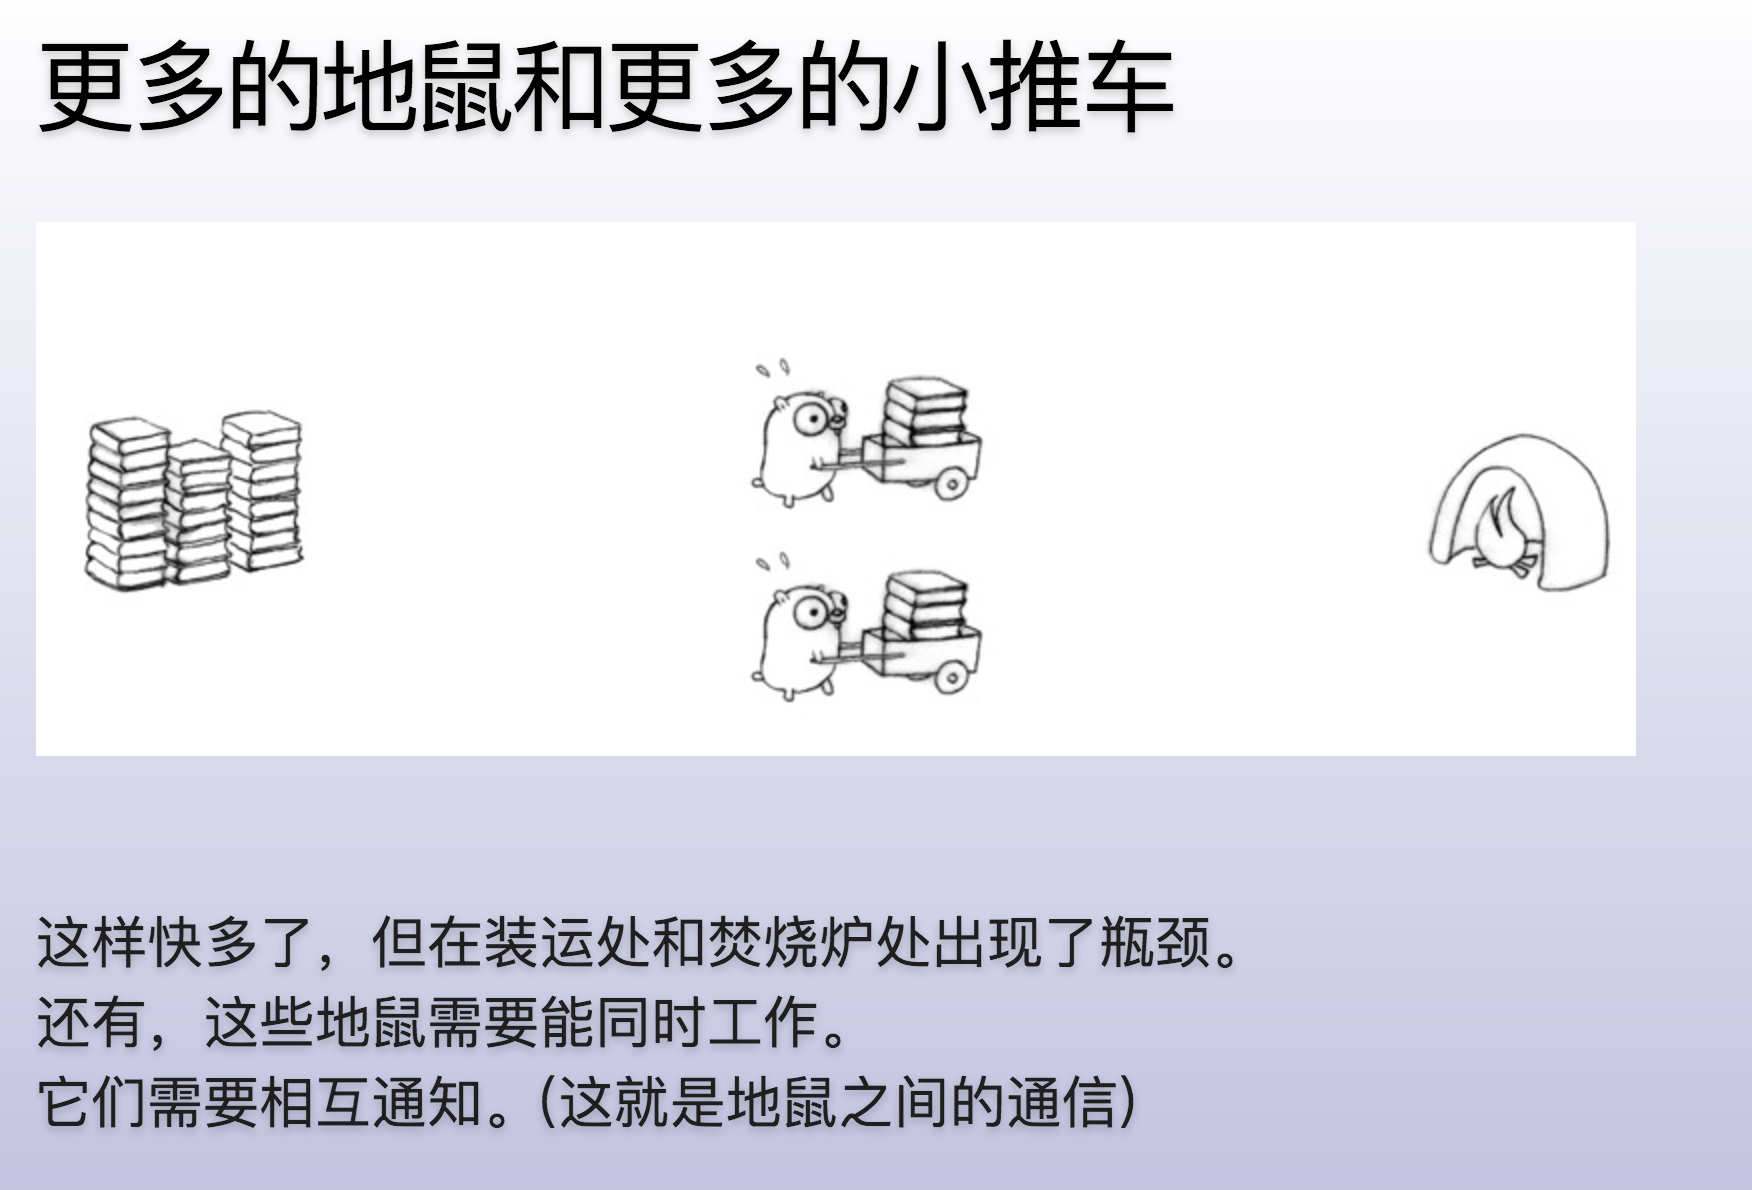 更多的地鼠和更多的小推车
这样快多了，但在装运处和焚烧炉处出现了瓶颈。
还有，这些地鼠需要能同时工作。
它们需要相互通知。（这就是地鼠之间的通信）